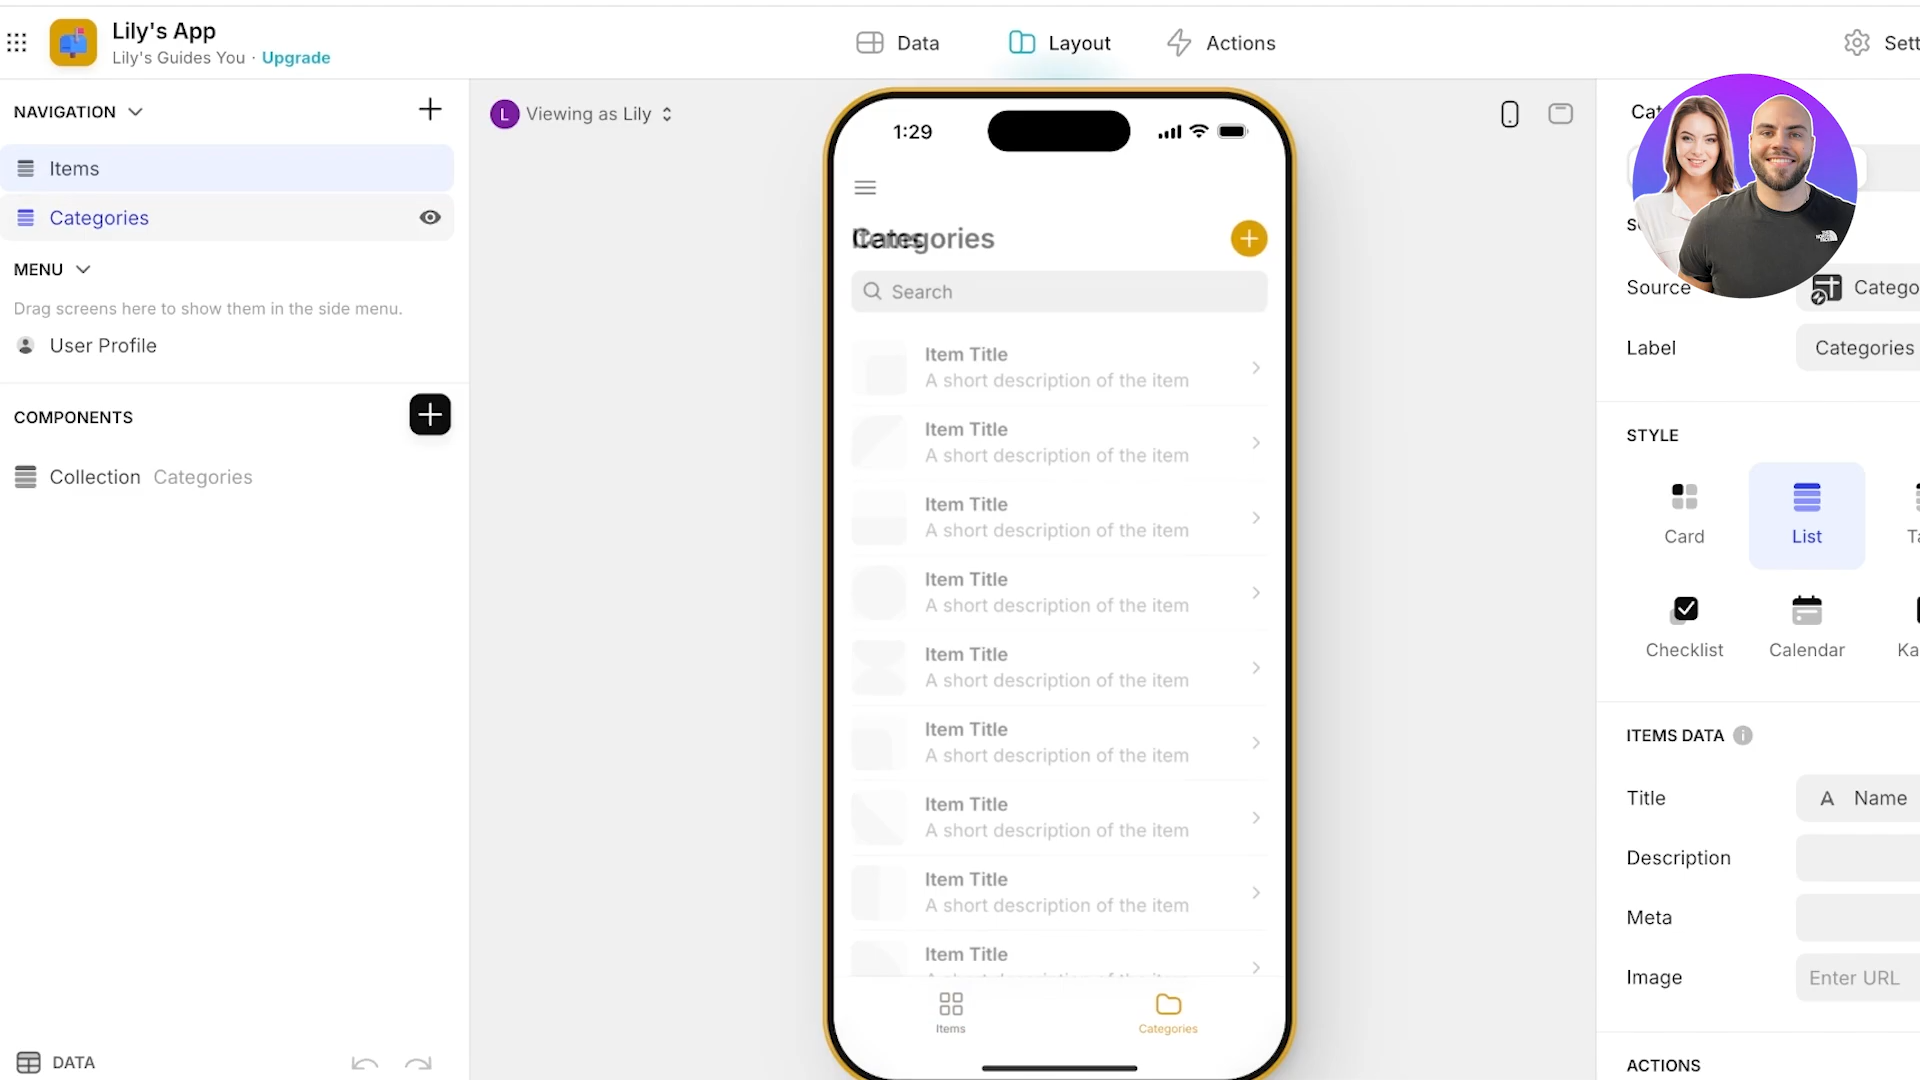 Lily's App
Lily's Guides You · Upgrade
Data
Layout
Actions
NAVIGATION
Items
Categories
MENU
Drag screens here to show them in the side menu.
User Profile
COMPONENTS
Collection Categories
DATA
L Viewing as Lily
1:29
Categories
Search
Item Title
A short description of the item
Item Title
A short description of the item
Item Title
A short description of the item
Item Title
A short description of the item
Item Title
A short description of the item
Item Title
A short description of the item
Item Title
A short description of the item
Item Title
A short description of the item
Item Title
Items
Categories
Source
Label
Categories
STYLE
Card
List
Checklist
Calendar
ITEMS DATA
Title
A Name
Description
Meta
Image
Enter URL
ACTIONS